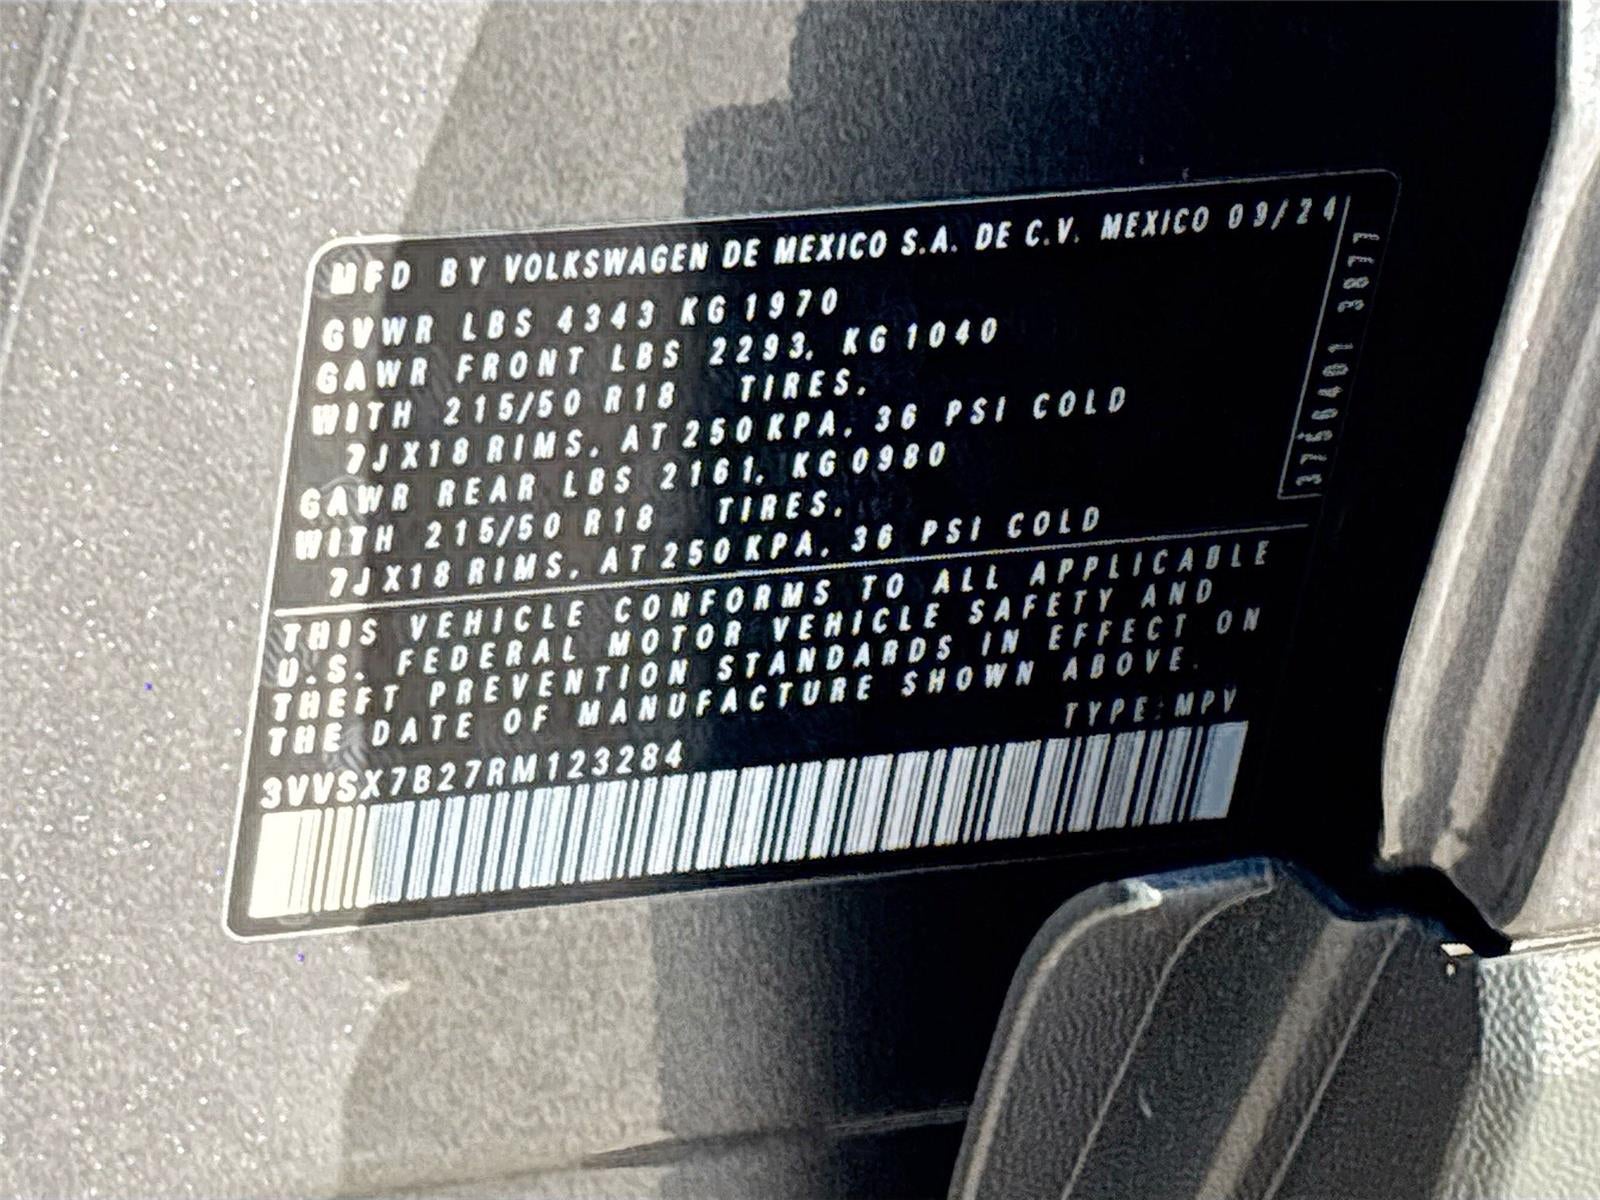 MFD BY VOLKSWAGEN DE MEXICO S.A. DE C.V. MEXICO 09/24
GVWR LBS 4343 KG 1970
GAWR FRONT LBS 2293, KG 1040
WITH 215/50 R18 TIRES,
7JX18 RIMS, AT 250 KPA, 36 PSI COLD
GAWR REAR LBS 2161, KG 0980
WITH 215/50 R18 TIRES,
7JX18 RIMS, AT 250 KPA, 36 PSI COLD
THIS VEHICLE CONFORMS TO ALL APPLICABLE
U.S. FEDERAL MOTOR VEHICLE SAFETY AND
THEFT PREVENTION STANDARDS IN EFFECT ON
THE DATE OF MANUFACTURE SHOWN ABOVE.
TYPE: MPV
3VVSX7B27RM123284
3877